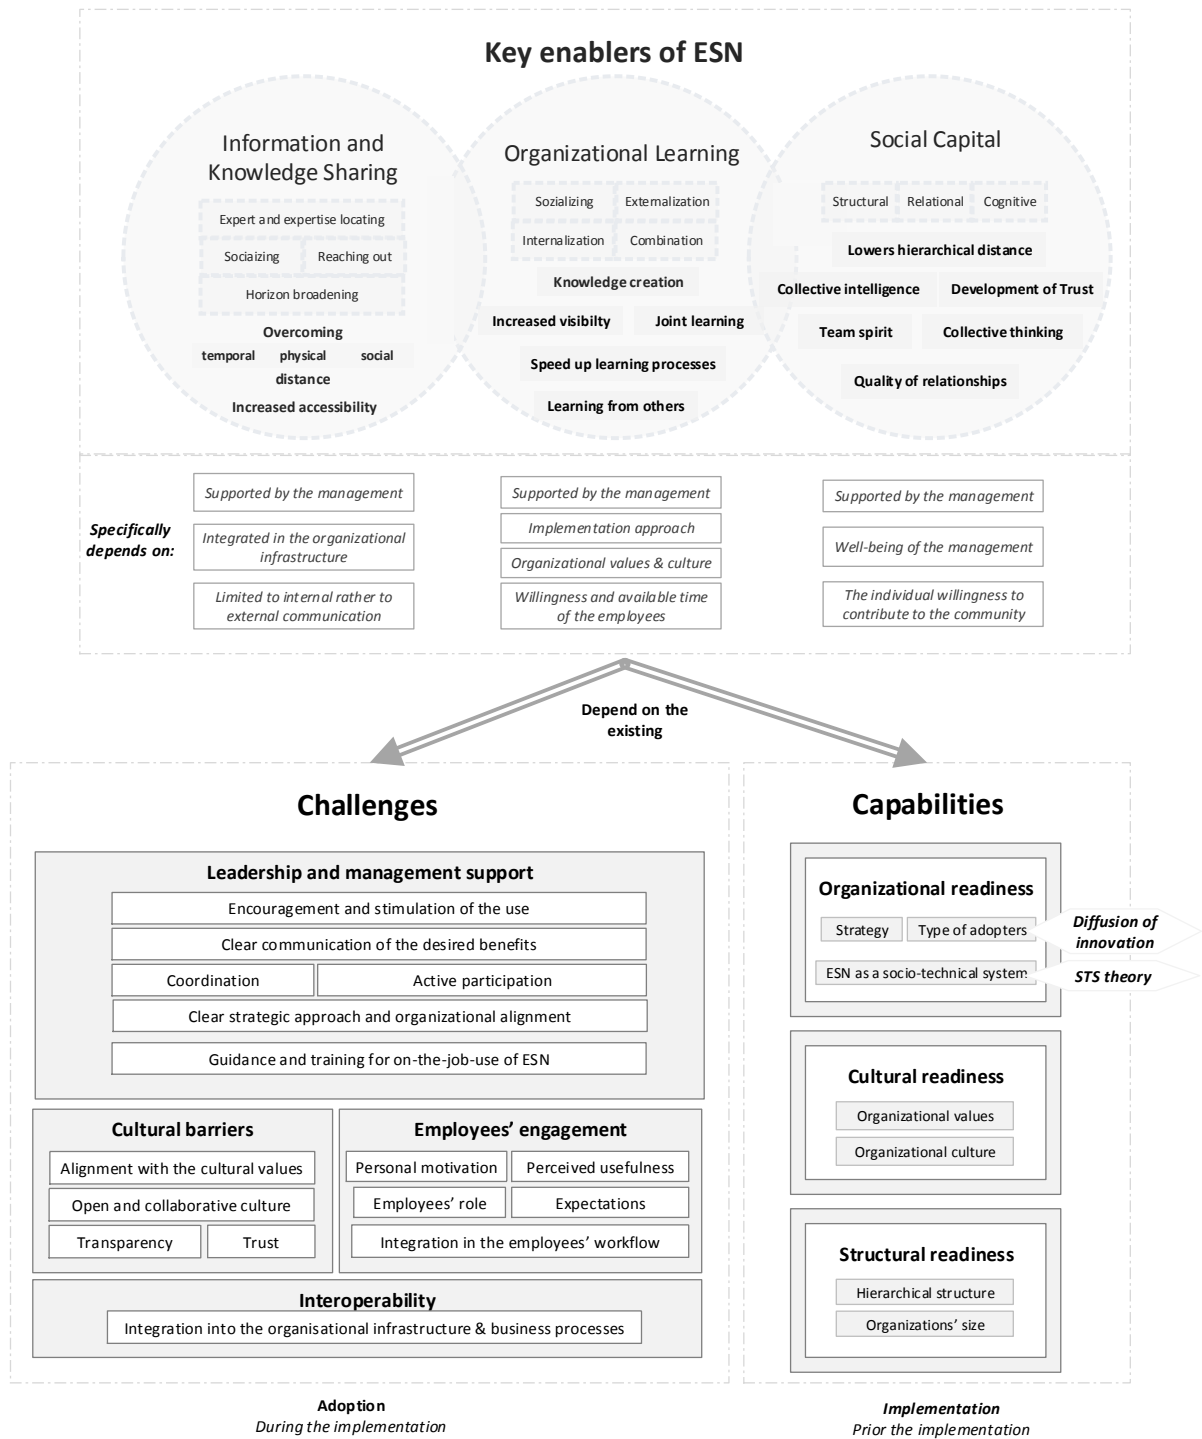 Key enablers of ESN
Information and
Knowledge Sharing
Expert and expertise locating
Sociaizing
Reaching out
Horizon broadening
Overcoming
temporal physical social
distance
Increased accessibility
Organizational Learning
Sozializing
Externalization
Internalization
Combination
Knowledge creation
Increased visibilty
Joint learning
Speed up learning processes
Learning from others
Social Capital
Structural
Relational
Cognitive
Lowers hierarchical distance
Collective intelligence
Development of Trust
Team spirit
Collective thinking
Quality of relationships
Specifically
depends on:
Supported by the management
Integrated in the organizational
infrastructure
Limited to internal rather to
external communication
Supported by the management
Implementation approach
Organizational values & culture
Willingness and available time
of the employees
Supported by the management
Well-being of the management
The individual willingness to
contribute to the community
Depend on the
existing
Challenges
Leadership and management support
Encouragement and stimulation of the use
Clear communication of the desired benefits
Coordination
Active participation
Clear strategic approach and organizational alignment
Guidance and training for on-the-job-use of ESN
Cultural barriers
Alignment with the cultural values
Open and collaborative culture
Transparency
Trust
Employees’ engagement
Personal motivation
Perceived usefulness
Employees’ role
Expectations
Integration in the employees’ workflow
Interoperability
Integration into the organisational infrastructure & business processes
Adoption
During the implementation
Capabilities
Organizational readiness
Strategy
Type of adopters
Diffusion of
innovation
ESN as a socio-technical system
STS theory
Cultural readiness
Organizational values
Organizational culture
Structural readiness
Hierarchical structure
Organizations’ size
Implementation
Prior the implementation